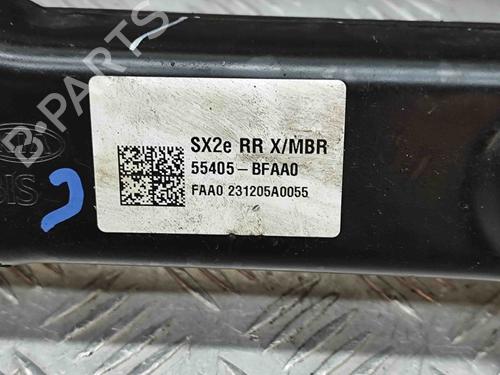 B-PARTS
SX2e RR X/MBR
55405-BFAA0
FAA0 231205A0055